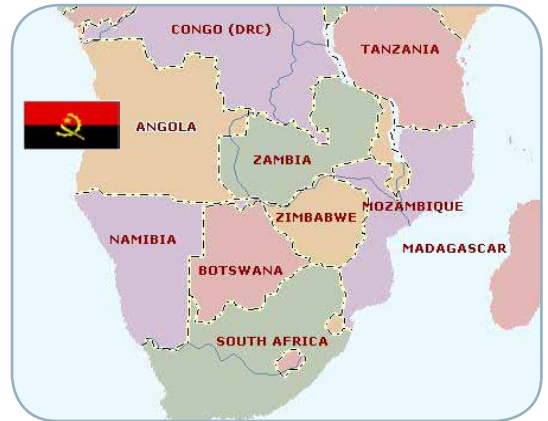 CONGO (DRC)
TANZANIA
ANGOLA
ZAMBIA
MOZAMBIQUE
ZIMBABWE
NAMIBIA
MADAGASCAR
BOTSWANA
SOUTH AFRICA